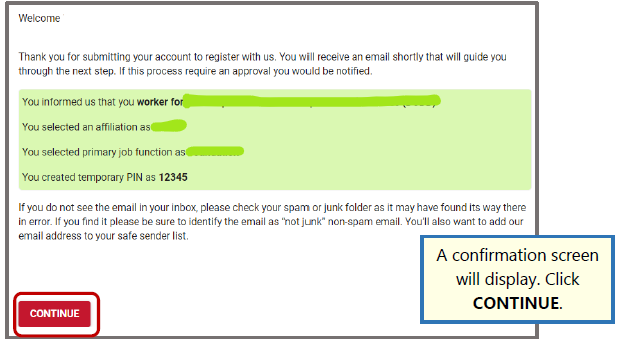 Welcome
Thank you for submitting your account to register with us. You will receive an email shortly that will guide you
through the next step. If this process require an approval you would be notified.
You informed us that you worker for
You selected an affiliation as
You selected primary job function as
You created temporary PIN as 12345
If you do not see the email in your inbox, please check your spam or junk folder as it may have found its way there
in error. If you find it please be sure to identify the email as "not junk" non-spam email. You'll also want to add our
email address to your safe sender list.
A confirmation screen
will display. Click
CONTINUE.
CONTINUE